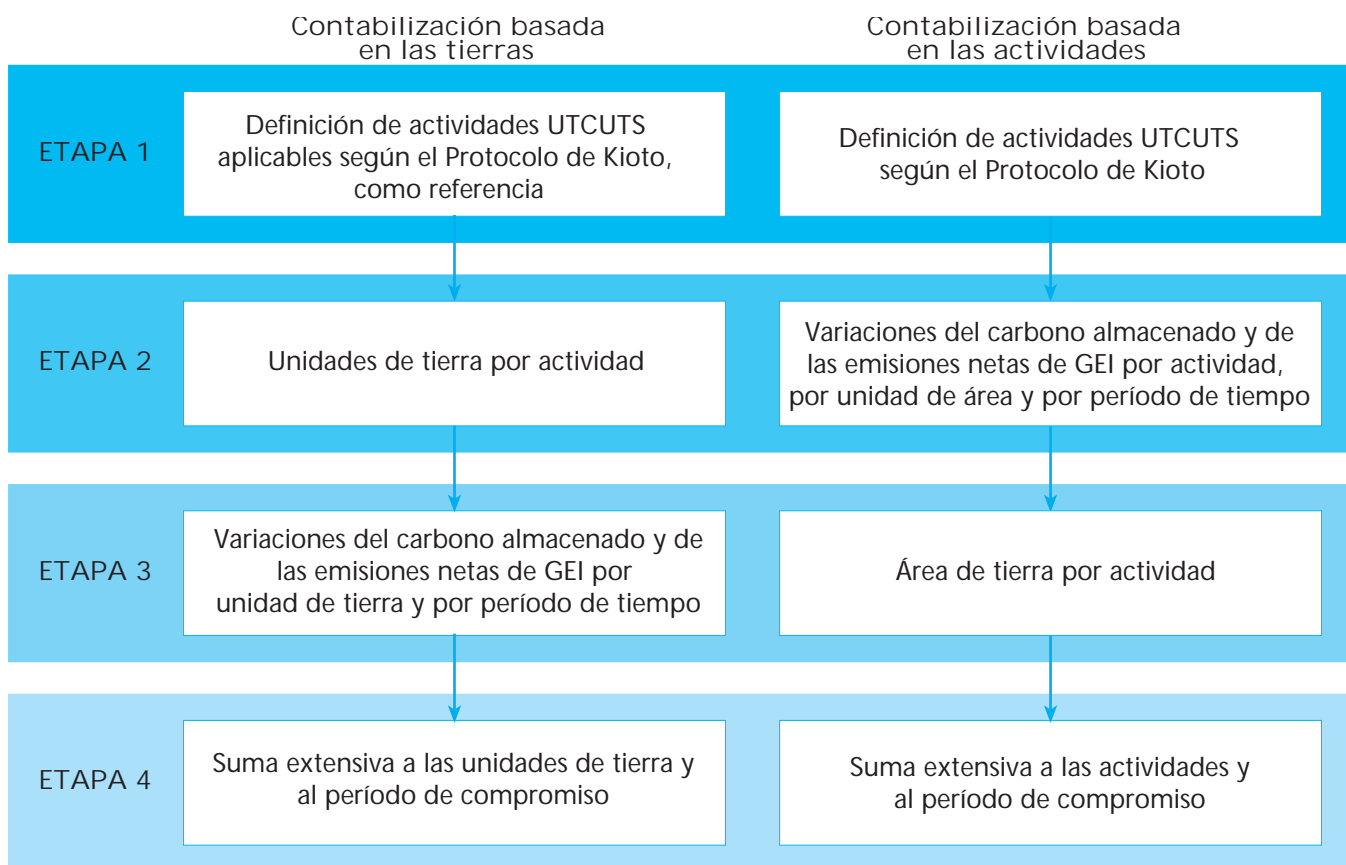 Contabilización basada
en las tierras
Contabilización basada
en las actividades
ETAPA 1
Definición de actividades UTCUTS
aplicables según el Protocolo de Kioto,
como referencia
Definición de actividades UTCUTS
según el Protocolo de Kioto
ETAPA 2
Unidades de tierra por actividad
Variaciones del carbono almacenado y de
las emisiones netas de GEI por actividad,
por unidad de área y por período de tiempo
ETAPA 3
Variaciones del carbono almacenado y de
las emisiones netas de GEI por
unidad de tierra y por período de tiempo
Área de tierra por actividad
ETAPA 4
Suma extensiva a las unidades de tierra y
al período de compromiso
Suma extensiva a las actividades y
al período de compromiso